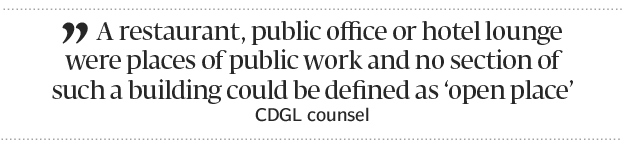 ” A restaurant, public office or hotel lounge
were places of public work and no section of
such a building could be defined as ‘open place’
CDGL counsel